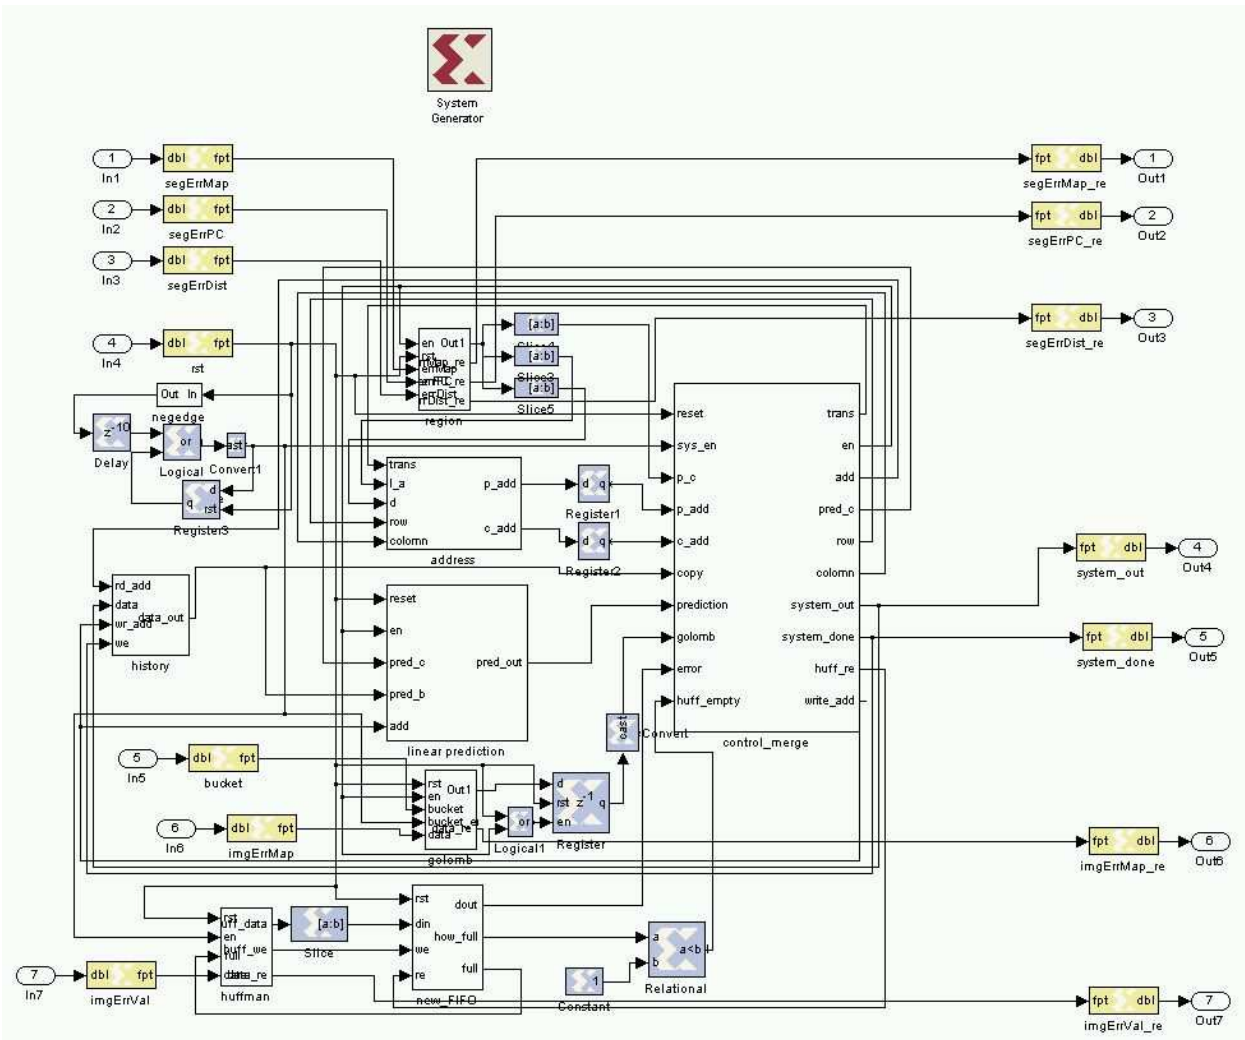 System
Generator
1
In1
dbl fpt
segErrMap
2
In2
dbl fpt
segErrPC
3
In3
dbl fpt
segErrDist
4
In4
dbl fpt
rst
fpt dbl
segErrMap_re
1
Out1
fpt dbl
segErrPC_re
2
Out2
fpt dbl
segErrDist_re
3
Out3
Out In
negedge
z-10
Delay
or
Logical
Convert1
d
q
rst
Register3
en Out1
rst
errMap
errDist
region
[a:b]
[a:b]
Slice3
[a:b]
Slice5
trans
l_a
d
row
colomn
p_add
c_add
address
d q
Register1
d q
Register2
reset
sys_en
p_c
p_add
c_add
copy
prediction
golomb
error
huff_empty
trans
en
add
pred_c
row
colomn
system_out
system_done
huff_re
write_add
control_merge
rd_add
data
wr_add
we
data_out
history
reset
en
pred_c
pred_b
add
pred_out
linear prediction
fpt dbl
system_out
4
Out4
fpt dbl
system_done
5
Out5
cast
Convert
5
In5
dbl fpt
bucket
6
In6
dbl fpt
imgErrMap
rst
en
bucket
data
Out1
data_re
golomb
or
Logical1
d
rst z-1 q
en
Register
fpt dbl
imgErrMap_re
6
Out6
7
In7
dbl fpt
imgErrVal
rst
en
full
buff_we
huffman
[a:b]
Slice
rst
din
we
re
dout
how_full
full
new_FIFO
1
Constant
a
b
a<b
Relational
fpt dbl
imgErrVal_re
7
Out7